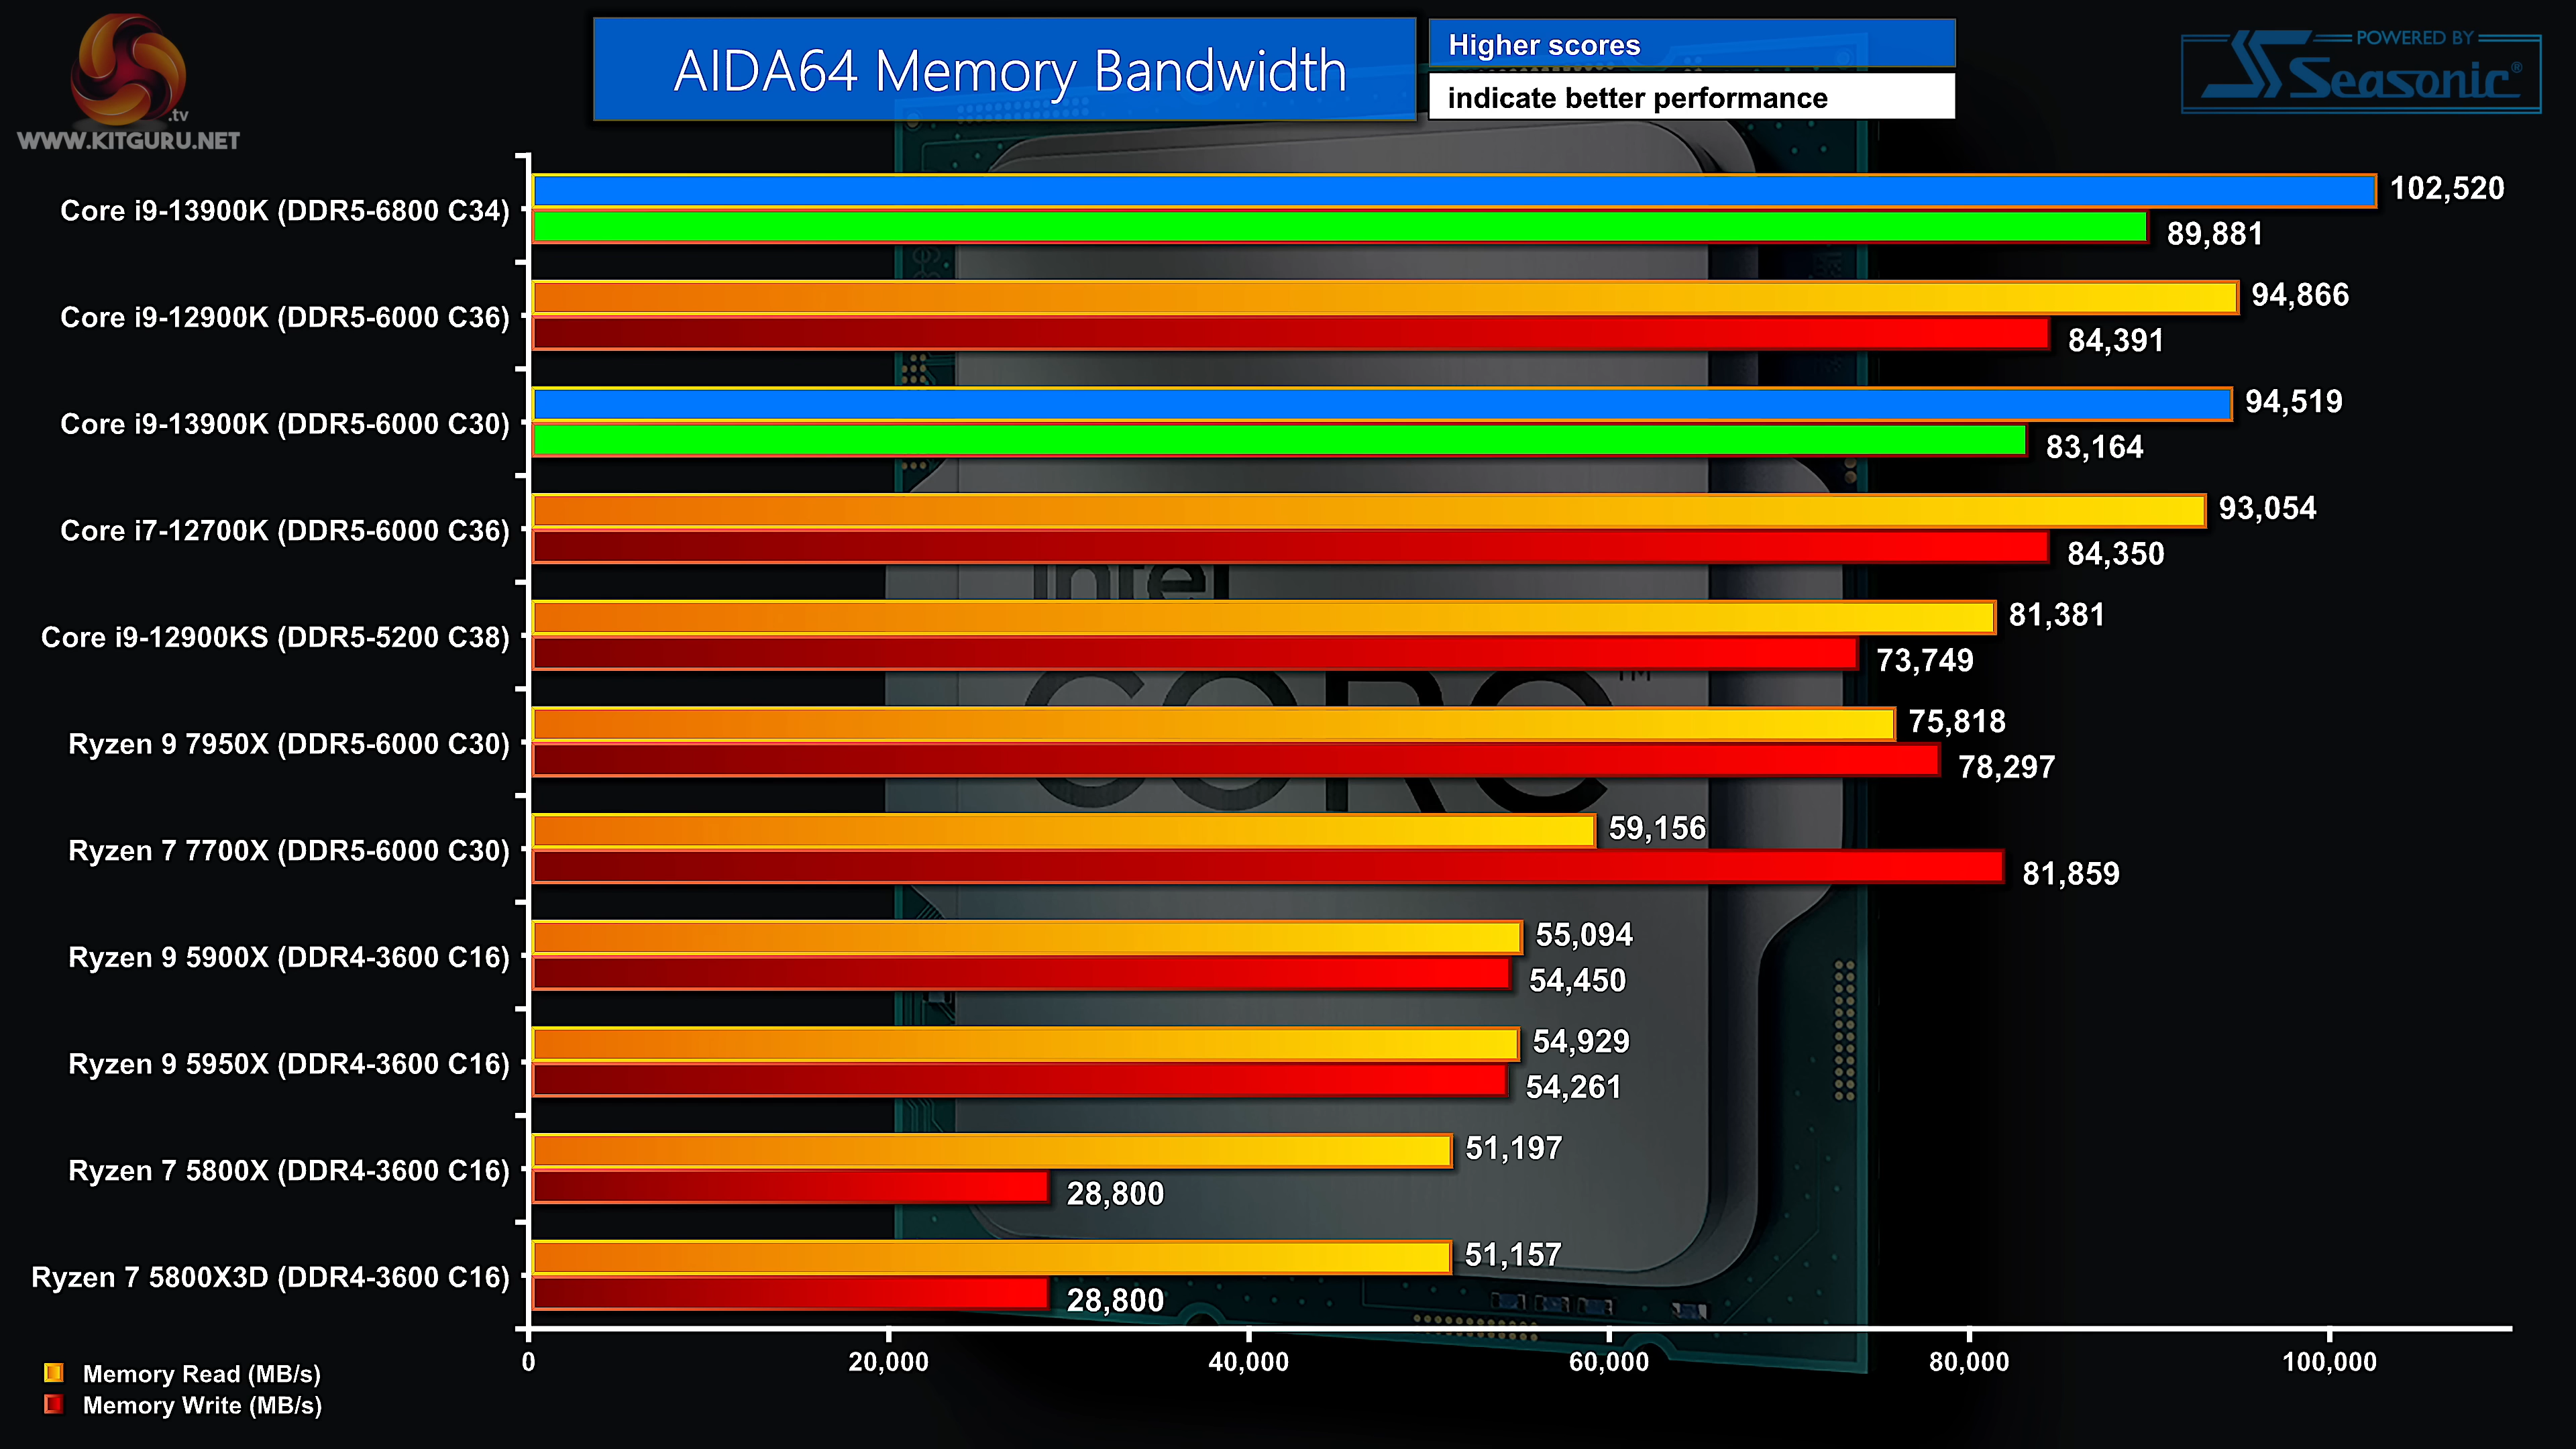 .tv
WWW.KITGURU.NET
AIDA64 Memory Bandwidth
Higher scores
indicate better performance
POWERED BY
Seasonic®
Core i9-13900K (DDR5-6800 C34)
102,520
89,881
Core i9-12900K (DDR5-6000 C36)
94,866
84,391
Core i9-13900K (DDR5-6000 C30)
94,519
83,164
Core i7-12700K (DDR5-6000 C36)
93,054
84,350
intel
Core i9-12900KS (DDR5-5200 C38)
81,381
73,749
CORE™
Ryzen 9 7950X (DDR5-6000 C30)
75,818
78,297
Ryzen 7 7700X (DDR5-6000 C30)
59,156
81,859
Ryzen 9 5900X (DDR4-3600 C16)
55,094
54,450
Ryzen 9 5950X (DDR4-3600 C16)
54,929
54,261
Ryzen 7 5800X (DDR4-3600 C16)
51,197
28,800
Ryzen 7 5800X3D (DDR4-3600 C16)
51,157
28,800
0 20,000 40,000 60,000 80,000 100,000
Memory Read (MB/s)
Memory Write (MB/s)